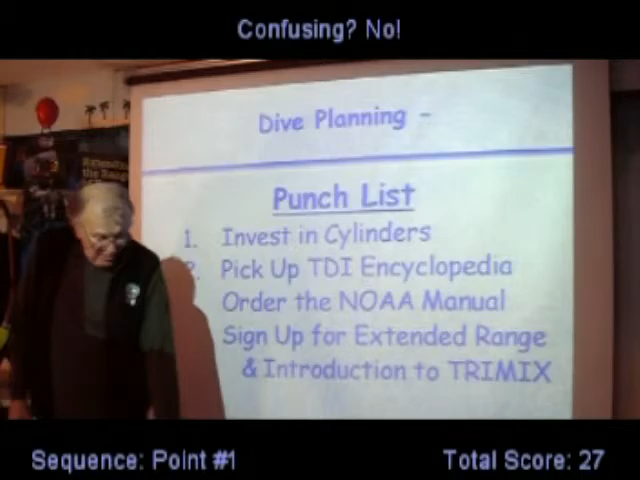 Confusing? No!
Dive Planning -
Punch List
1. Invest in Cylinders
2. Pick Up TDI Encyclopedia
Order the NOAA Manual
Sign Up for Extended Range
& Introduction to TRIMIX
Sequence: Point #1
Total Score: 27